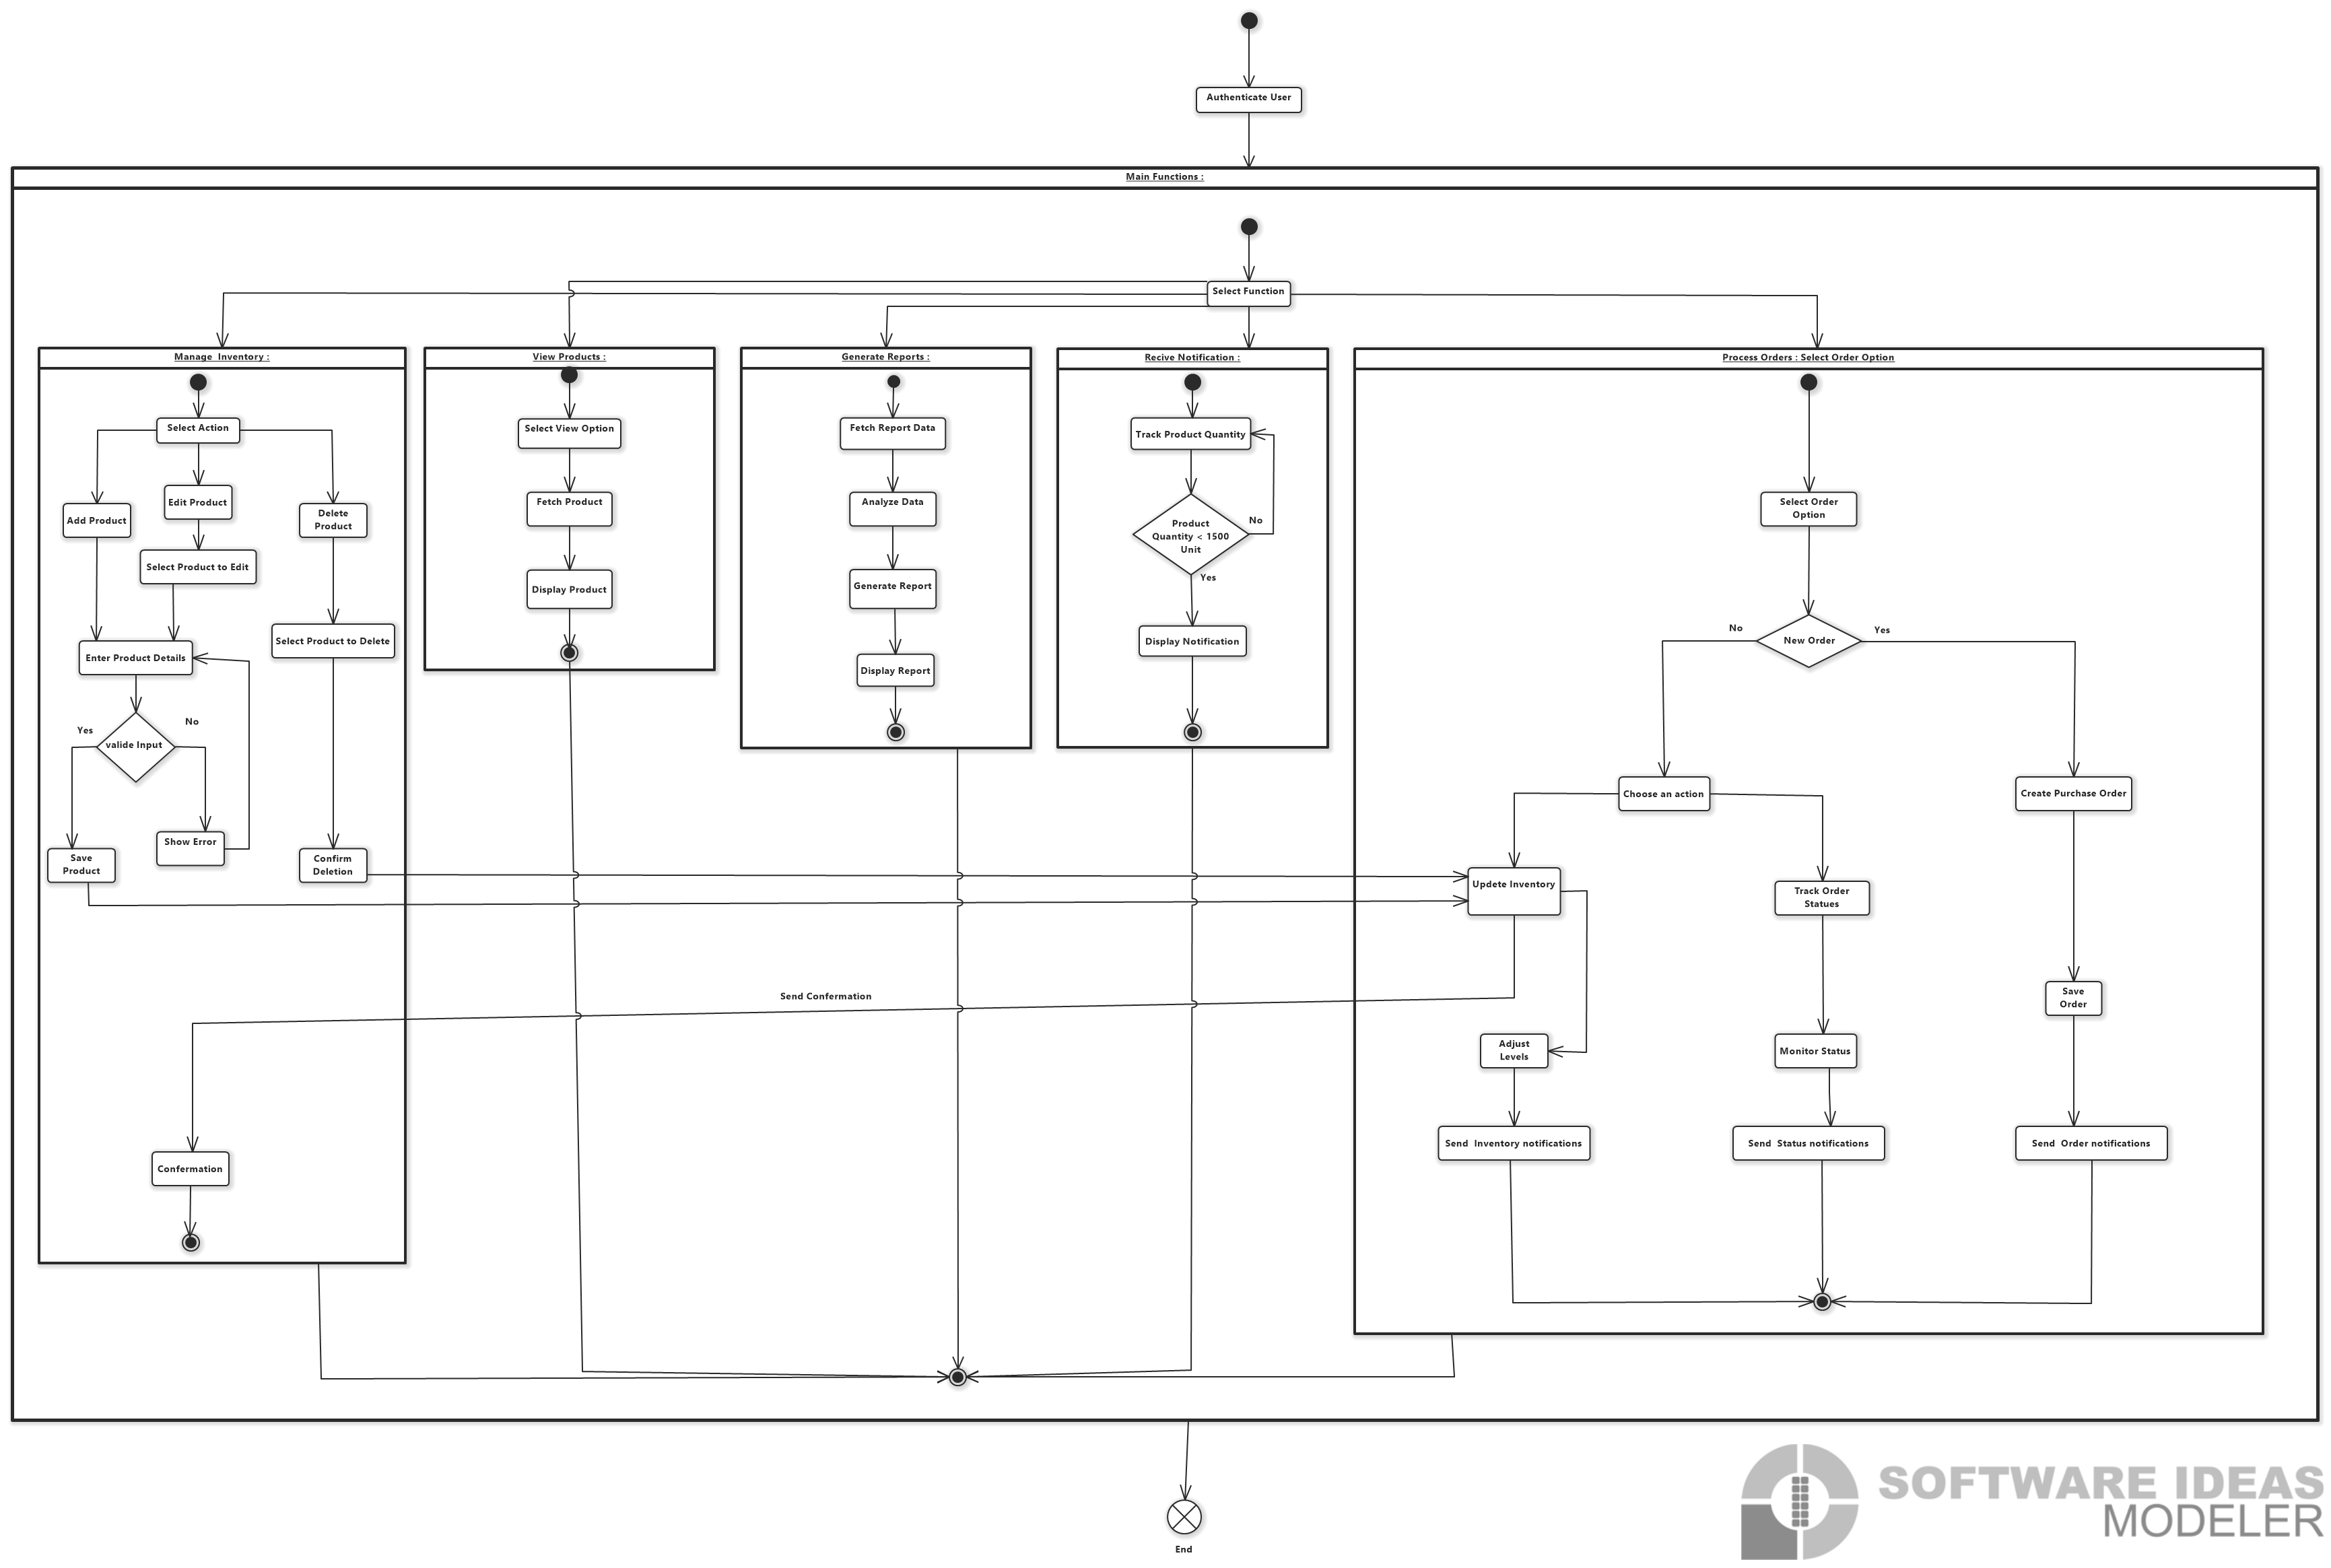 Authenticate User
Main Functions :
Select Function
Manage  Inventory :
Select Action
Add Product
Edit Product
Delete
Product
Select Product to Edit
Select Product to Delete
Enter Product Details
Yes
No
valide Input
Show Error
Save
Product
Confirm
Deletion
Confermation
View Products :
Select View Option
Fetch Product
Display Product
Generate Reports :
Fetch Report Data
Analyze Data
Generate Report
Display Report
Recive Notification :
Track Product Quantity
Product
Quantity < 1500
Unit
No
Yes
Display Notification
Send Confermation
Process Orders : Select Order Option
Select Order
Option
No
Yes
New Order
Choose an action
Create Purchase Order
Updete Inventory
Track Order
Statues
Save
Order
Adjust
Levels
Monitor Status
Send  Inventory notifications
Send  Status notifications
Send  Order notifications
End
SOFTWARE IDEAS
MODELER